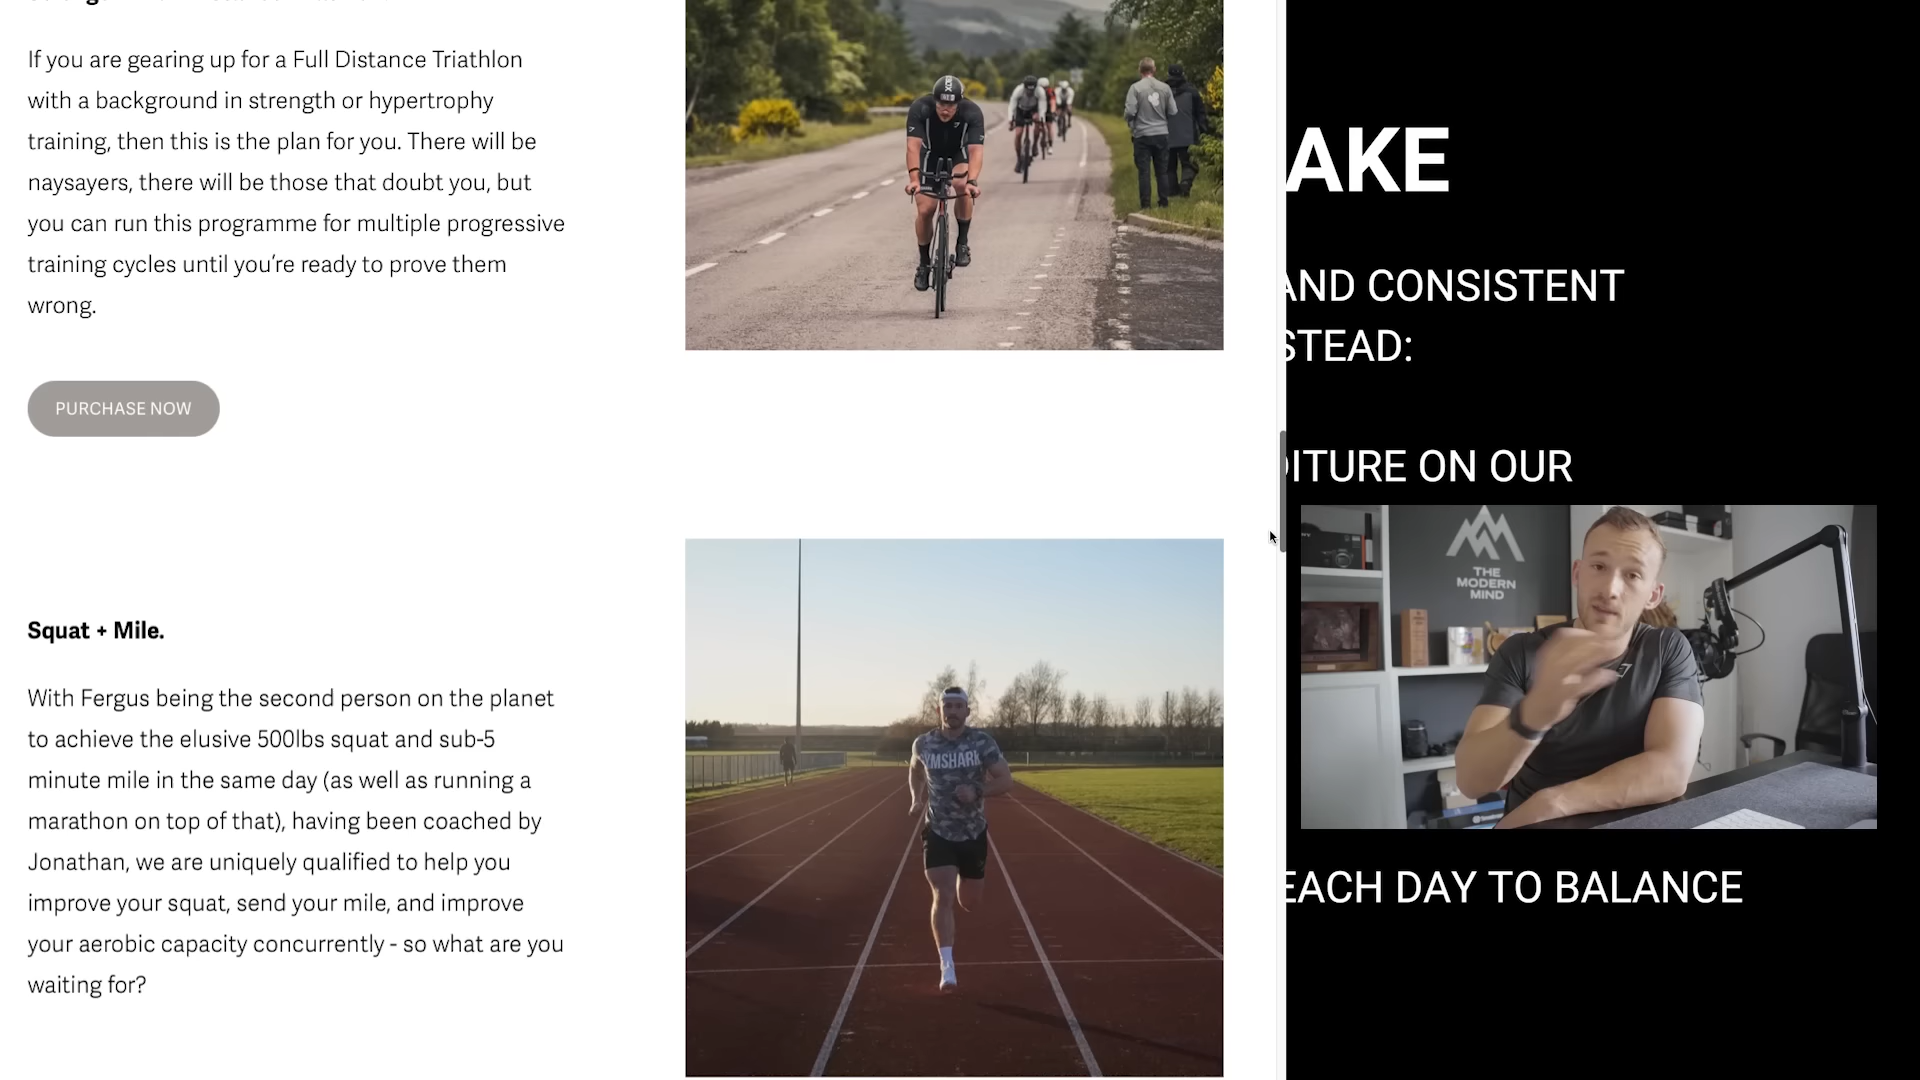 If you are gearing up for a Full Distance Triathlon
with a background in strength or hypertrophy
training, then this is the plan for you. There will be
naysayers, there will be those that doubt you, but
you can run this programme for multiple progressive
training cycles until you’re ready to prove them
wrong.
PURCHASE NOW
Squat + Mile.
With Fergus being the second person on the planet
to achieve the elusive 500lbs squat and sub-5
minute mile in the same day (as well as running a
marathon on top of that), having been coached by
Jonathan, we are uniquely qualified to help you
improve your squat, send your mile, and improve
your aerobic capacity concurrently - so what are you
waiting for?
GYMSHARK
AKE
AND CONSISTENT
STEAD:
DITURE ON OUR
THE
MODERN
MIND
EACH DAY TO BALANCE